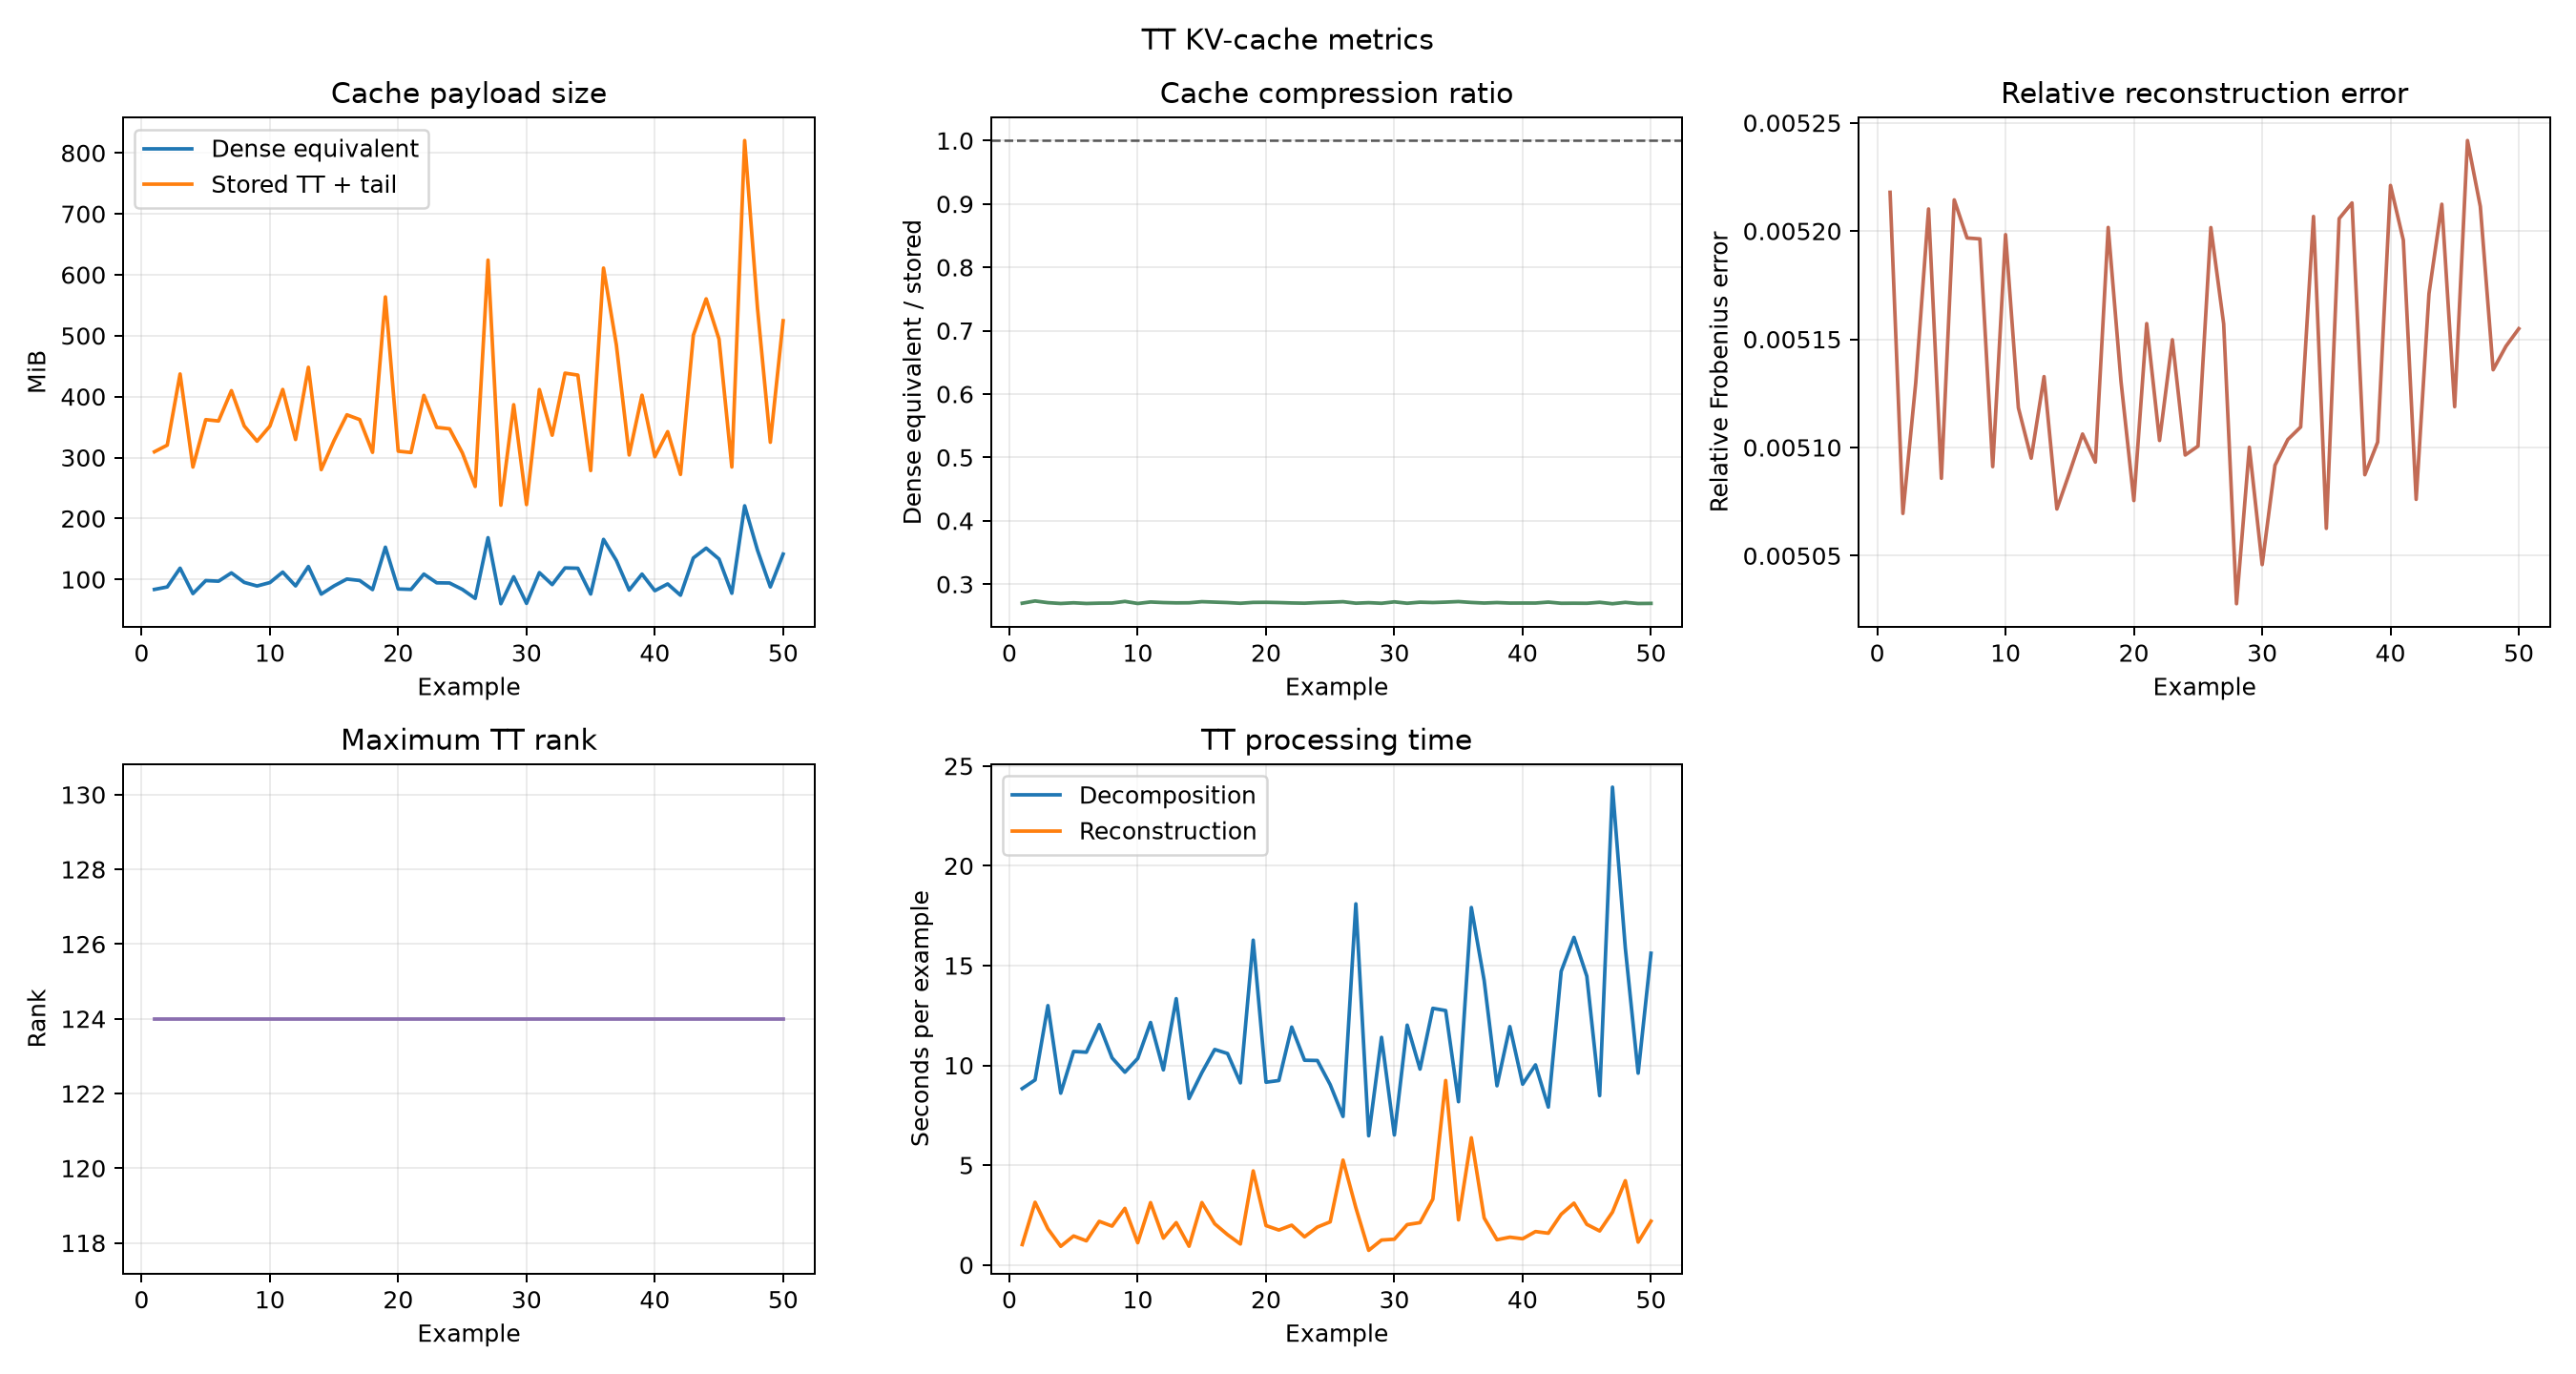 TT KV-cache metrics
Cache payload size
800
700
600
500
400
300
200
100
MiB
Dense equivalent
Stored TT + tail
0 10 20 30 40 50
Example
Cache compression ratio
1.0
0.9
0.8
0.7
0.6
0.5
0.4
0.3
Dense equivalent / stored
0 10 20 30 40 50
Example
Relative reconstruction error
0.00525
0.00520
0.00515
0.00510
0.00505
Relative Frobenius error
0 10 20 30 40 50
Example
Maximum TT rank
130
128
126
124
122
120
118
Rank
0 10 20 30 40 50
Example
TT processing time
25
20
15
10
5
0
Seconds per example
Decomposition
Reconstruction
0 10 20 30 40 50
Example